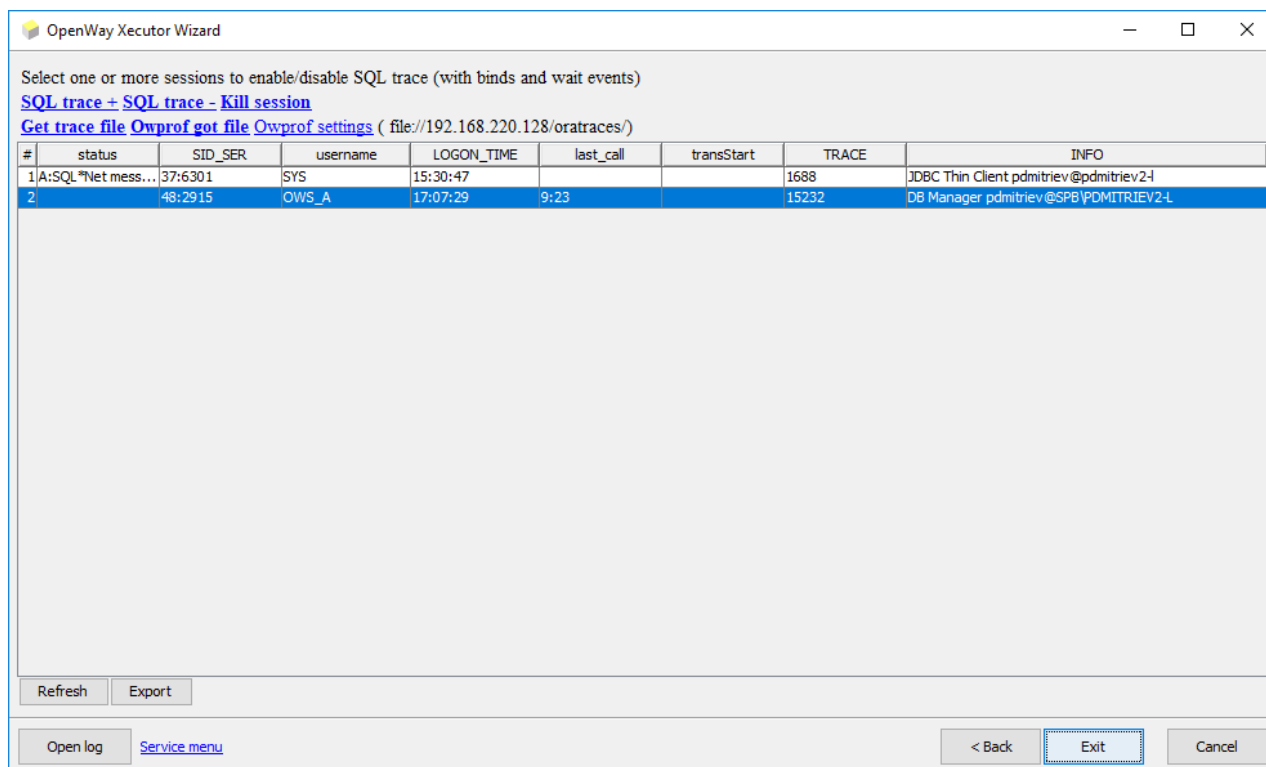 OpenWay Xecutor Wizard
Select one or more sessions to enable/disable SQL trace (with binds and wait events)
SQL trace + SQL trace - Kill session
Get trace file Owprof got file Owprof settings ( file://192.168.220.128/oratraces/)
# status SID_SER username LOGON_TIME last_call transStart TRACE INFO
1 A:SQL*Net mess... 37:6301 SYS 15:30:47 1688 JDBC Thin Client pdmitriev@pdmitriev2-l
2 48:2915 OWS_A 17:07:29 9:23 15232 DB Manager pdmitriev@SPB\PDMITRIEV2-L
Refresh Export
Open log Service menu < Back Exit Cancel